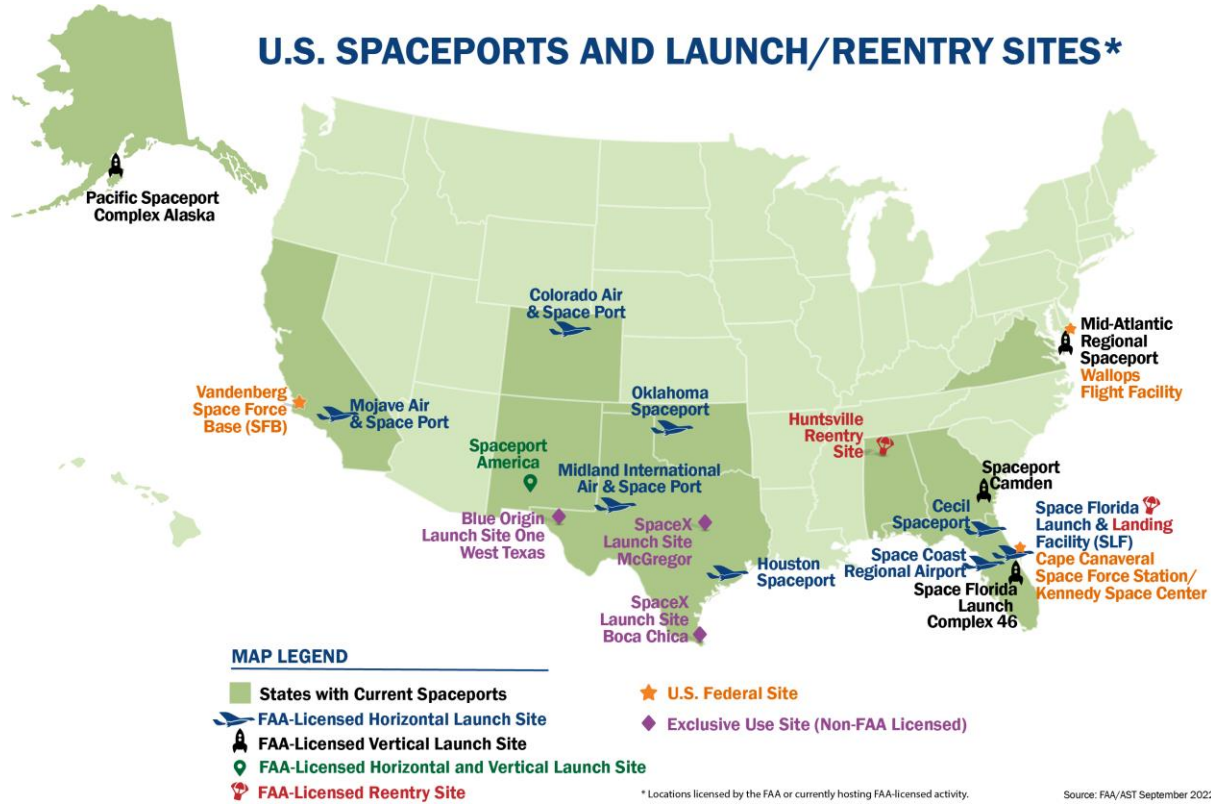 U.S. SPACEPORTS AND LAUNCH/REENTRY SITES*
Pacific Spaceport
Complex Alaska
Colorado Air
& Space Port
Mid-Atlantic
Regional
Spaceport
Wallops
Flight Facility
Vandenberg
Space Force
Base (SFB)
Mojave Air
& Space Port
Oklahoma
Spaceport
Huntsville
Reentry
Site
Spaceport
America
Midland International
Air & Space Port
Spaceport
Camden
Blue Origin
Launch Site One
West Texas
SpaceX
Launch Site
McGregor
Cecil
Spaceport
Space Florida
Launch & Landing
Facility (SLF)
Cape Canaveral
Space Force Station/
Kennedy Space Center
Houston
Spaceport
Space Coast
Regional Airport
Space Florida
Launch
Complex 46
SpaceX
Launch Site
Boca Chica
MAP LEGEND
States with Current Spaceports
FAA-Licensed Horizontal Launch Site
FAA-Licensed Vertical Launch Site
FAA-Licensed Horizontal and Vertical Launch Site
FAA-Licensed Reentry Site
U.S. Federal Site
Exclusive Use Site (Non-FAA Licensed)
* Locations licensed by the FAA or currently hosting FAA-licensed activity.
Source: FAA/AST September 2022